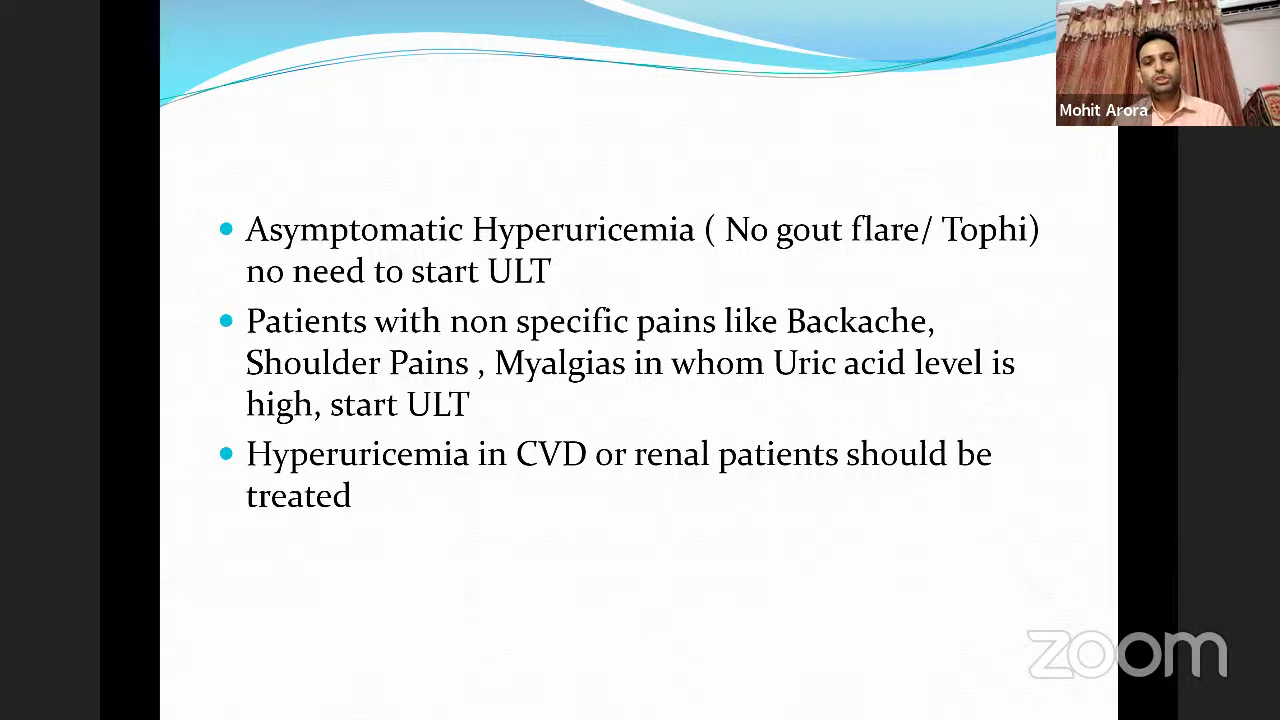 Mohit Arora
Asymptomatic Hyperuricemia ( No gout flare/ Tophi)
no need to start ULT
Patients with non specific pains like Backache,
Shoulder Pains , Myalgias in whom Uric acid level is
high, start ULT
Hyperuricemia in CVD or renal patients should be
treated
zoom